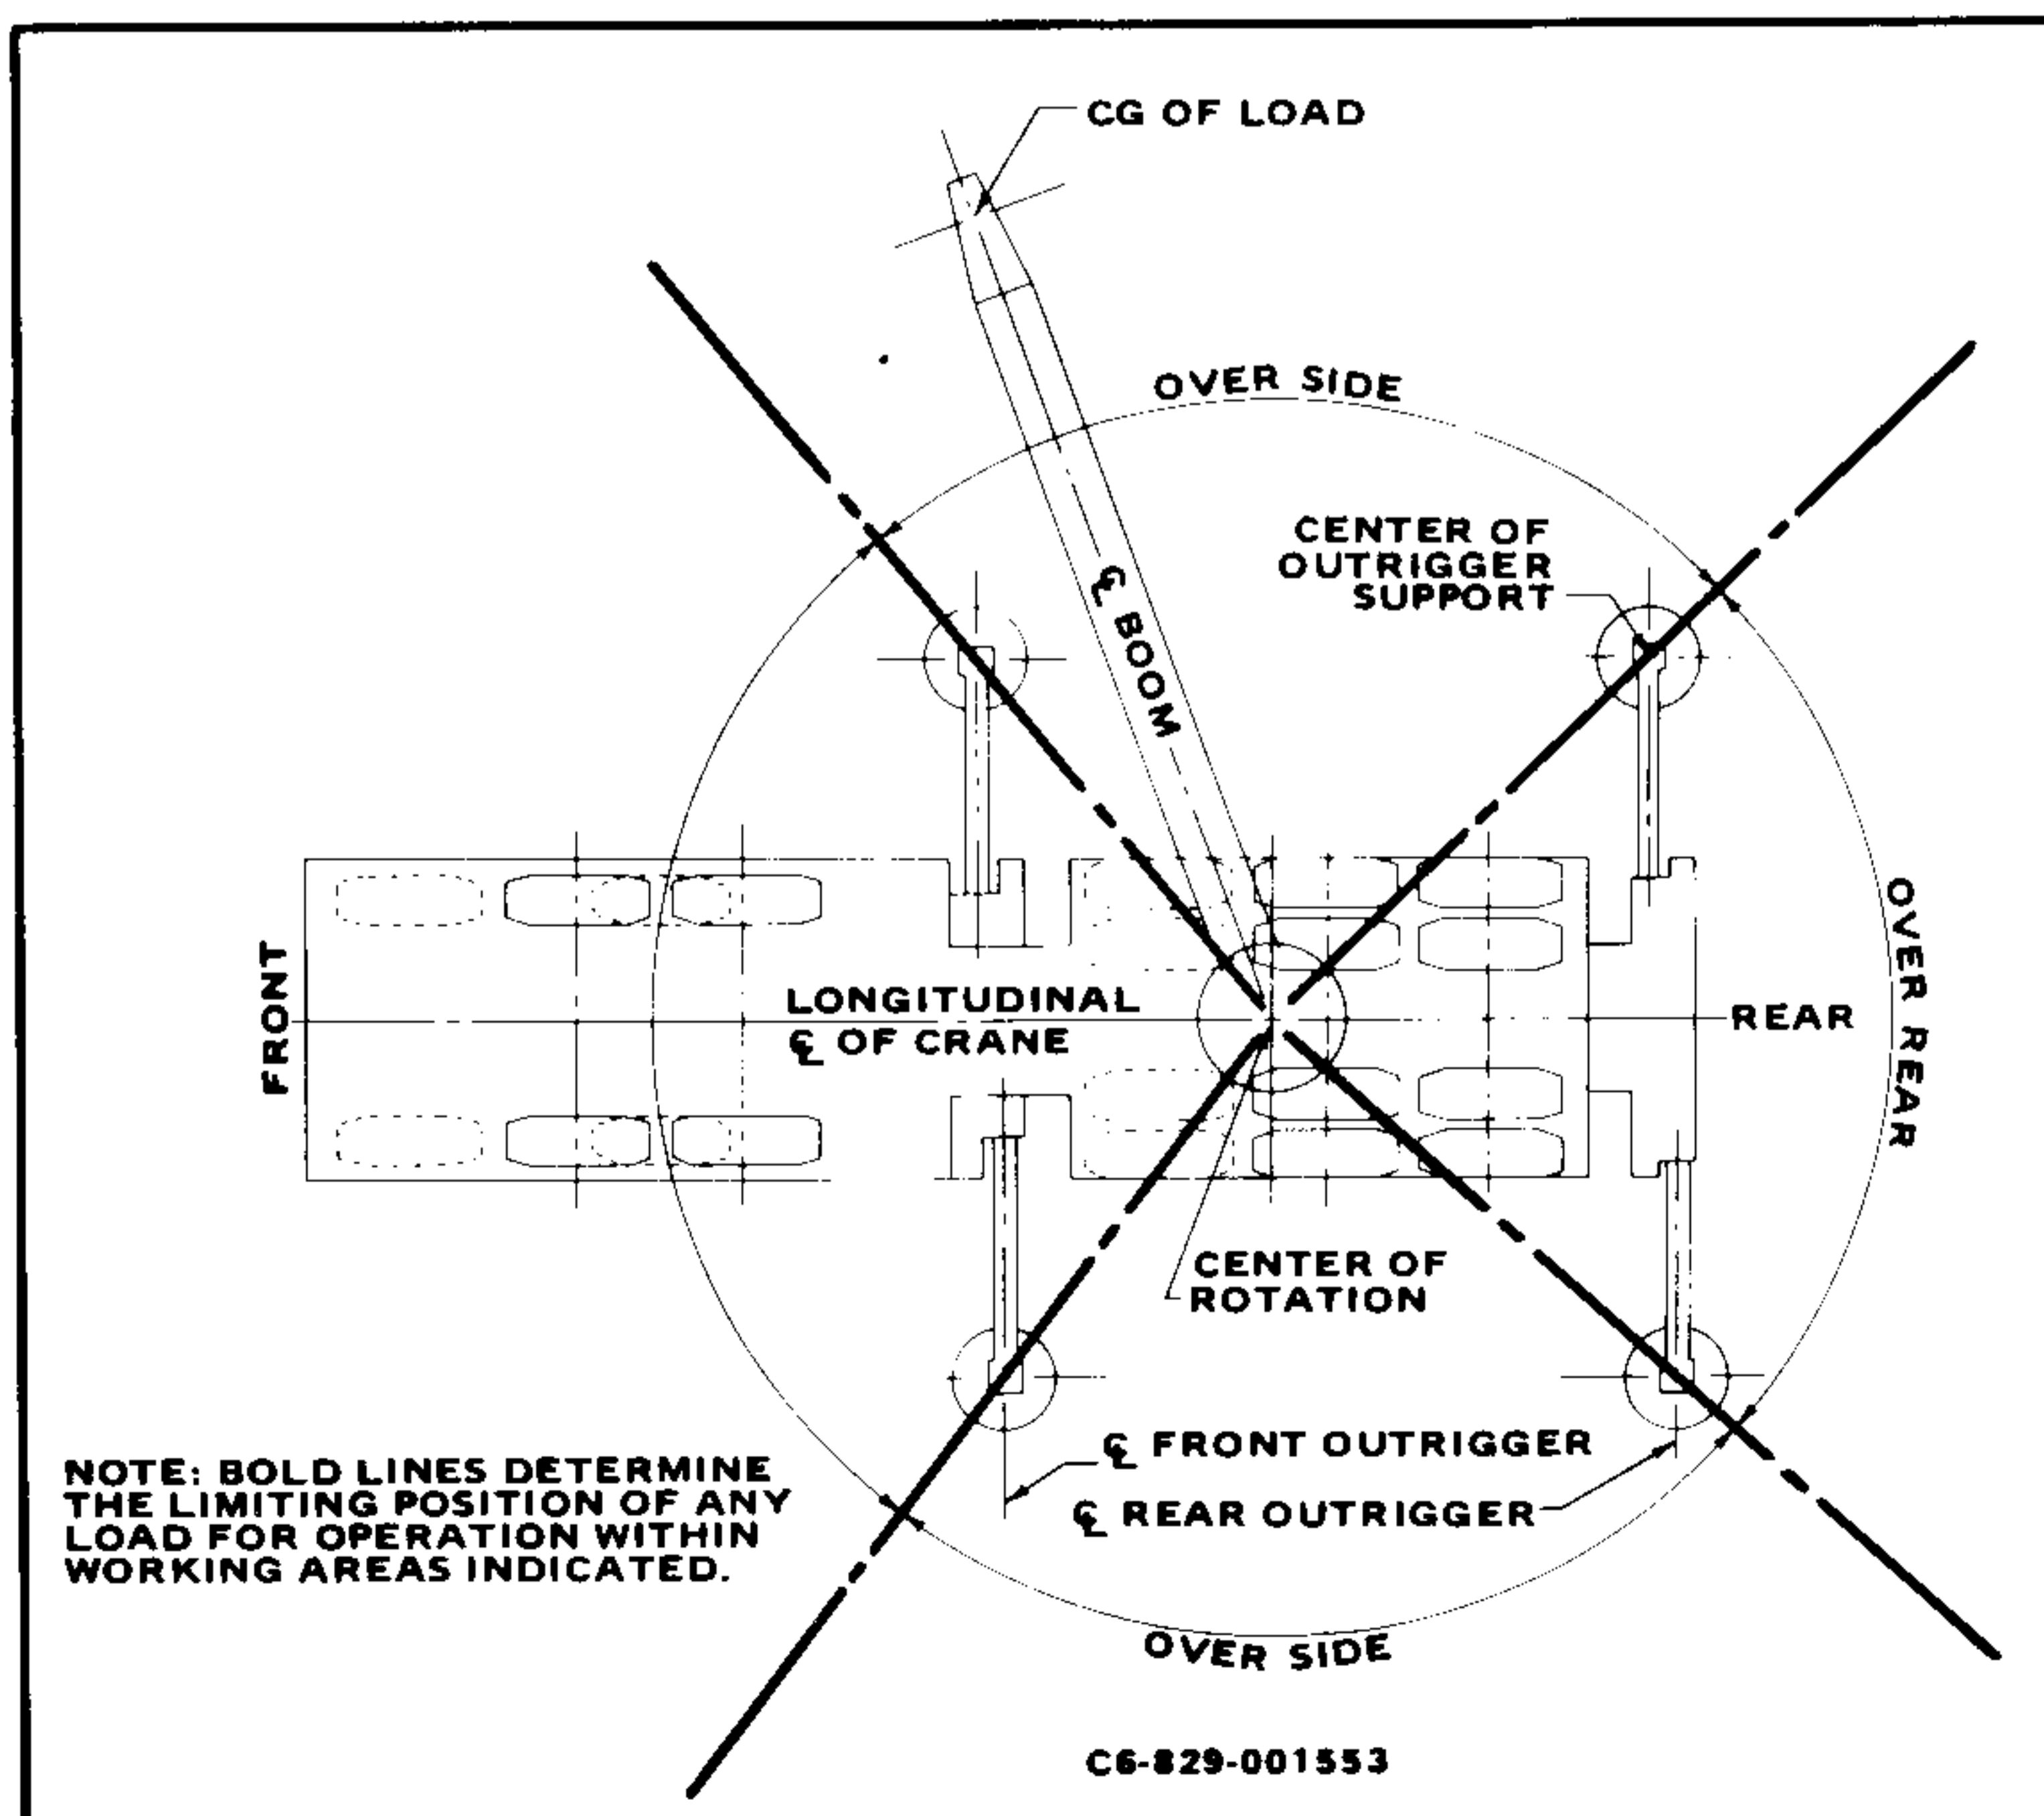 CG OF LOAD
OVER SIDE
CENTER OF
OUTRIGGER
SUPPORT
℄ BOOM
OVER REAR
FRONT
LONGITUDINAL
℄ OF CRANE
REAR
CENTER OF
ROTATION
℄ FRONT OUTRIGGER
℄ REAR OUTRIGGER
NOTE: BOLD LINES DETERMINE
THE LIMITING POSITION OF ANY
LOAD FOR OPERATION WITHIN
WORKING AREAS INDICATED.
OVER SIDE
C6-829-001553